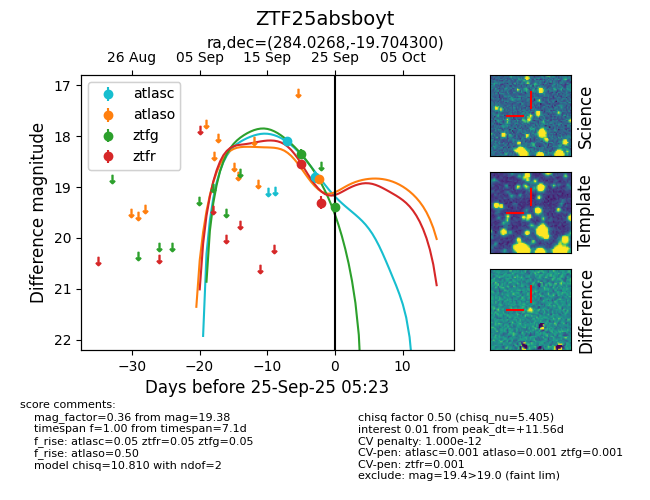 ZTF25absboyt
ra,dec=(284.0268,-19.704300)
26 Aug 05 Sep 15 Sep 25 Sep 05 Oct
atlasc
atlaso
ztfg
ztfr
17
18
19
20
21
22
Difference magnitude
−30 −20 −10 0 10
Days before 25-Sep-25 05:23
Science
Template
Difference
score comments:
mag_factor=0.36 from mag=19.38
timespan f=1.00 from timespan=7.1d
f_rise: atlasc=0.05 ztfr=0.05 ztfg=0.05
f_rise: atlaso=0.50
model chisq=10.810 with ndof=2
chisq factor 0.50 (chisq_nu=5.405)
interest 0.01 from peak_dt=+11.56d
CV penalty: 1.000e-12
CV-pen: atlasc=0.001 atlaso=0.001 ztfg=0.001
CV-pen: ztfr=0.001
exclude: mag=19.4>19.0 (faint lim)